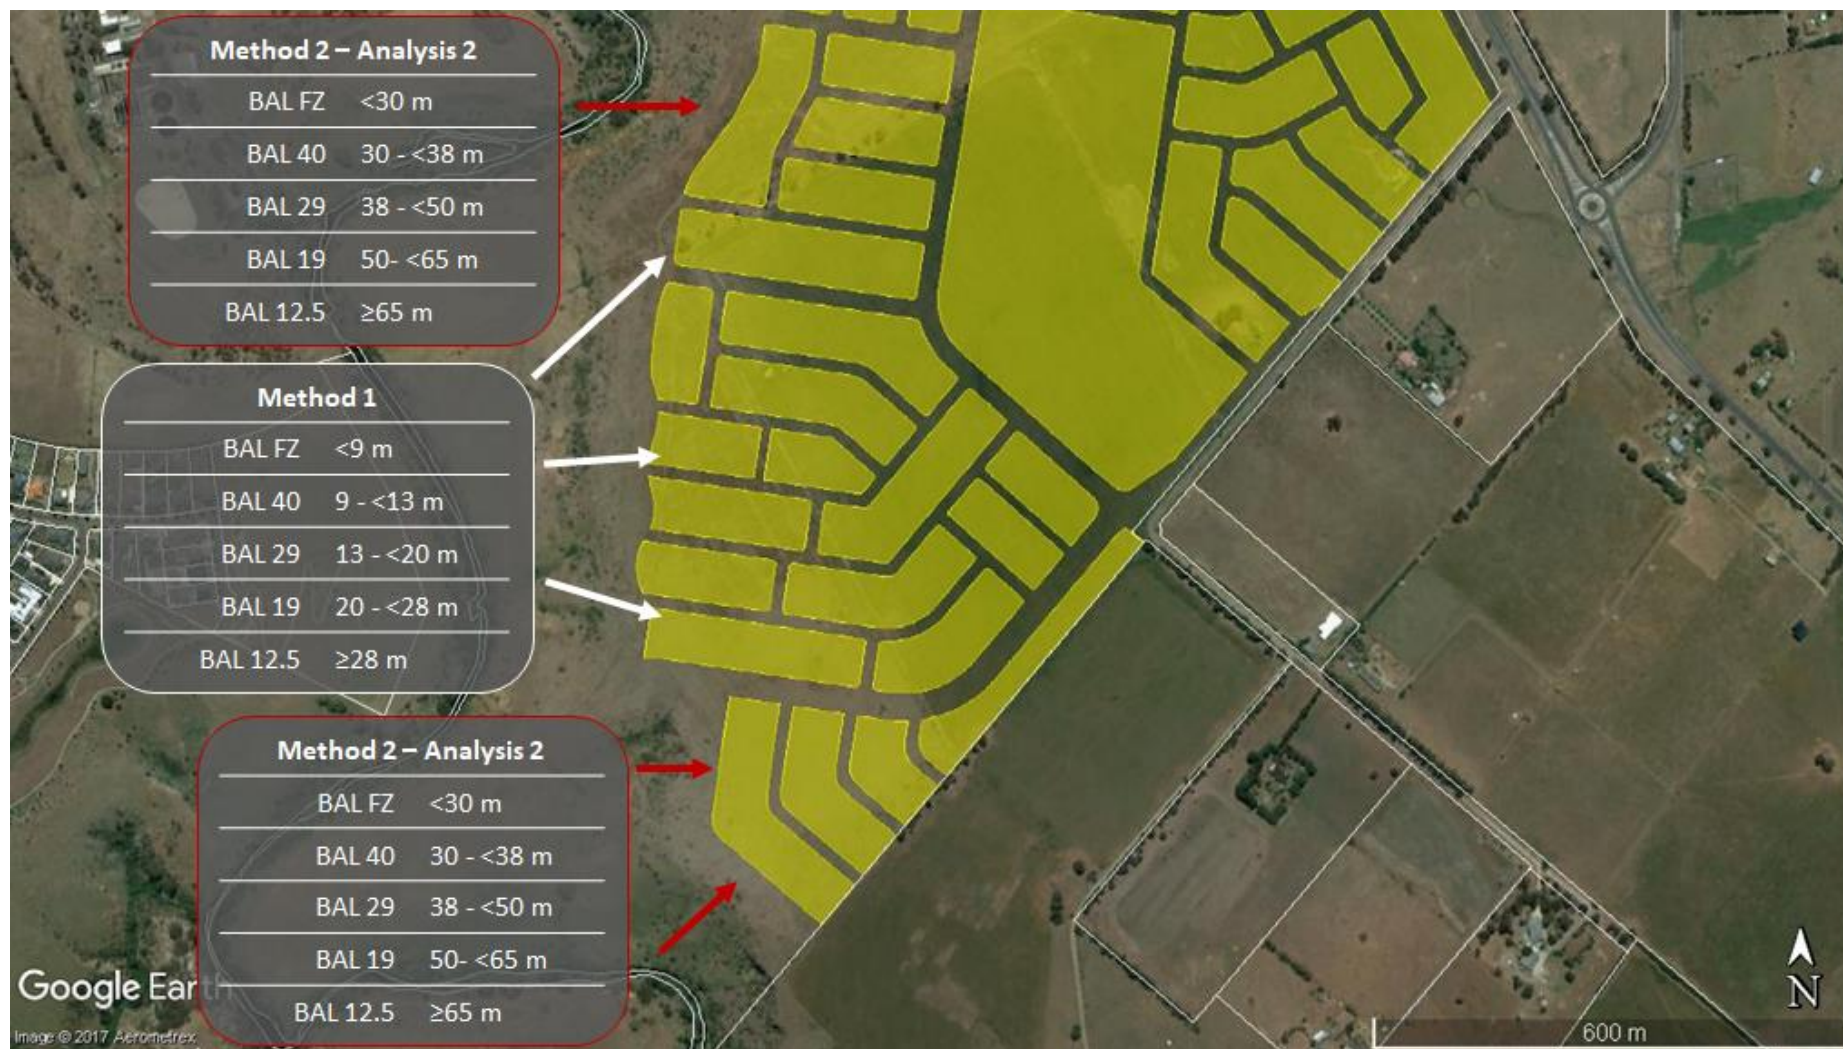 Method 2 – Analysis 2
BAL FZ <30 m
BAL 40 30 - <38 m
BAL 29 38 - <50 m
BAL 19 50- <65 m
BAL 12.5 ≥65 m
Method 1
BAL FZ <9 m
BAL 40 9 - <13 m
BAL 29 13 - <20 m
BAL 19 20 - <28 m
BAL 12.5 ≥28 m
Method 2 – Analysis 2
BAL FZ <30 m
BAL 40 30 - <38 m
BAL 29 38 - <50 m
BAL 19 50- <65 m
BAL 12.5 ≥65 m
Google Earth
Image © 2017 Aerometrex
N
600 m